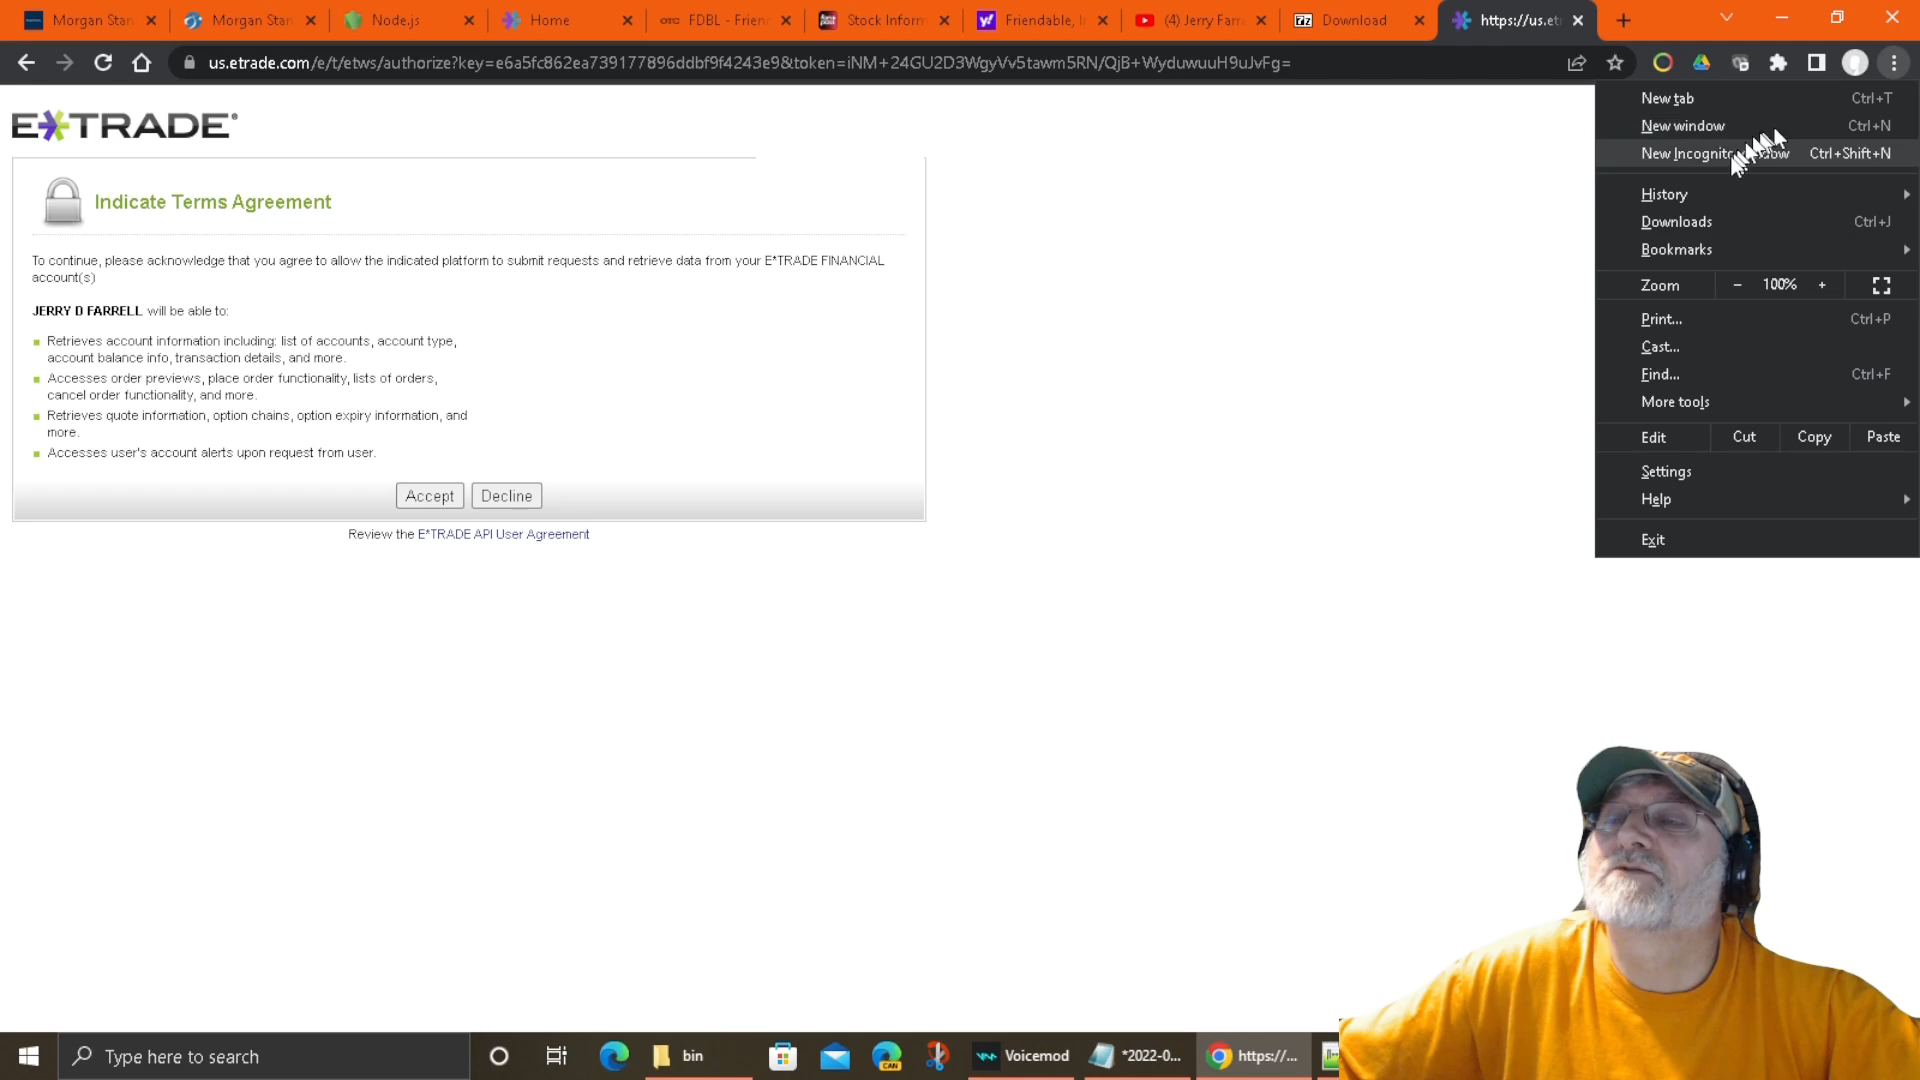 Morgan Stan
Morgan Stan
Node.js
Home
OTC
FDBL - Frien
Stock Inform
y!
Friendable, I
(4) Jerry Farr
7z
Download
https://us.et
us.etrade.com/e/t/etws/authorize?key=e6a5fc862ea739177896ddbf9f4243e9&token=iNM+24GU2D3WgyVv5tawm5RN/QjB+WyduwuuH9uJvFg=
E*TRADE®
Indicate Terms Agreement
To continue, please acknowledge that you agree to allow the indicated platform to submit requests and retrieve data from your E*TRADE FINANCIAL
account(s)
JERRY D FARRELL will be able to:
Retrieves account information including: list of accounts, account type,
account balance info, transaction details, and more.
Accesses order previews, place order functionality, lists of orders,
cancel order functionality, and more.
Retrieves quote information, option chains, option expiry information, and
more.
Accesses user's account alerts upon request from user.
Accept
Decline
Review the E*TRADE API User Agreement
New tab Ctrl+T
New window Ctrl+N
New Incognito window Ctrl+Shift+N
History
Downloads Ctrl+J
Bookmarks
Zoom - 100% +
Print... Ctrl+P
Cast...
Find... Ctrl+F
More tools
Edit Cut Copy Paste
Settings
Help
Exit
Type here to search
bin
CAN
Voicemod
*2022-0...
https://...